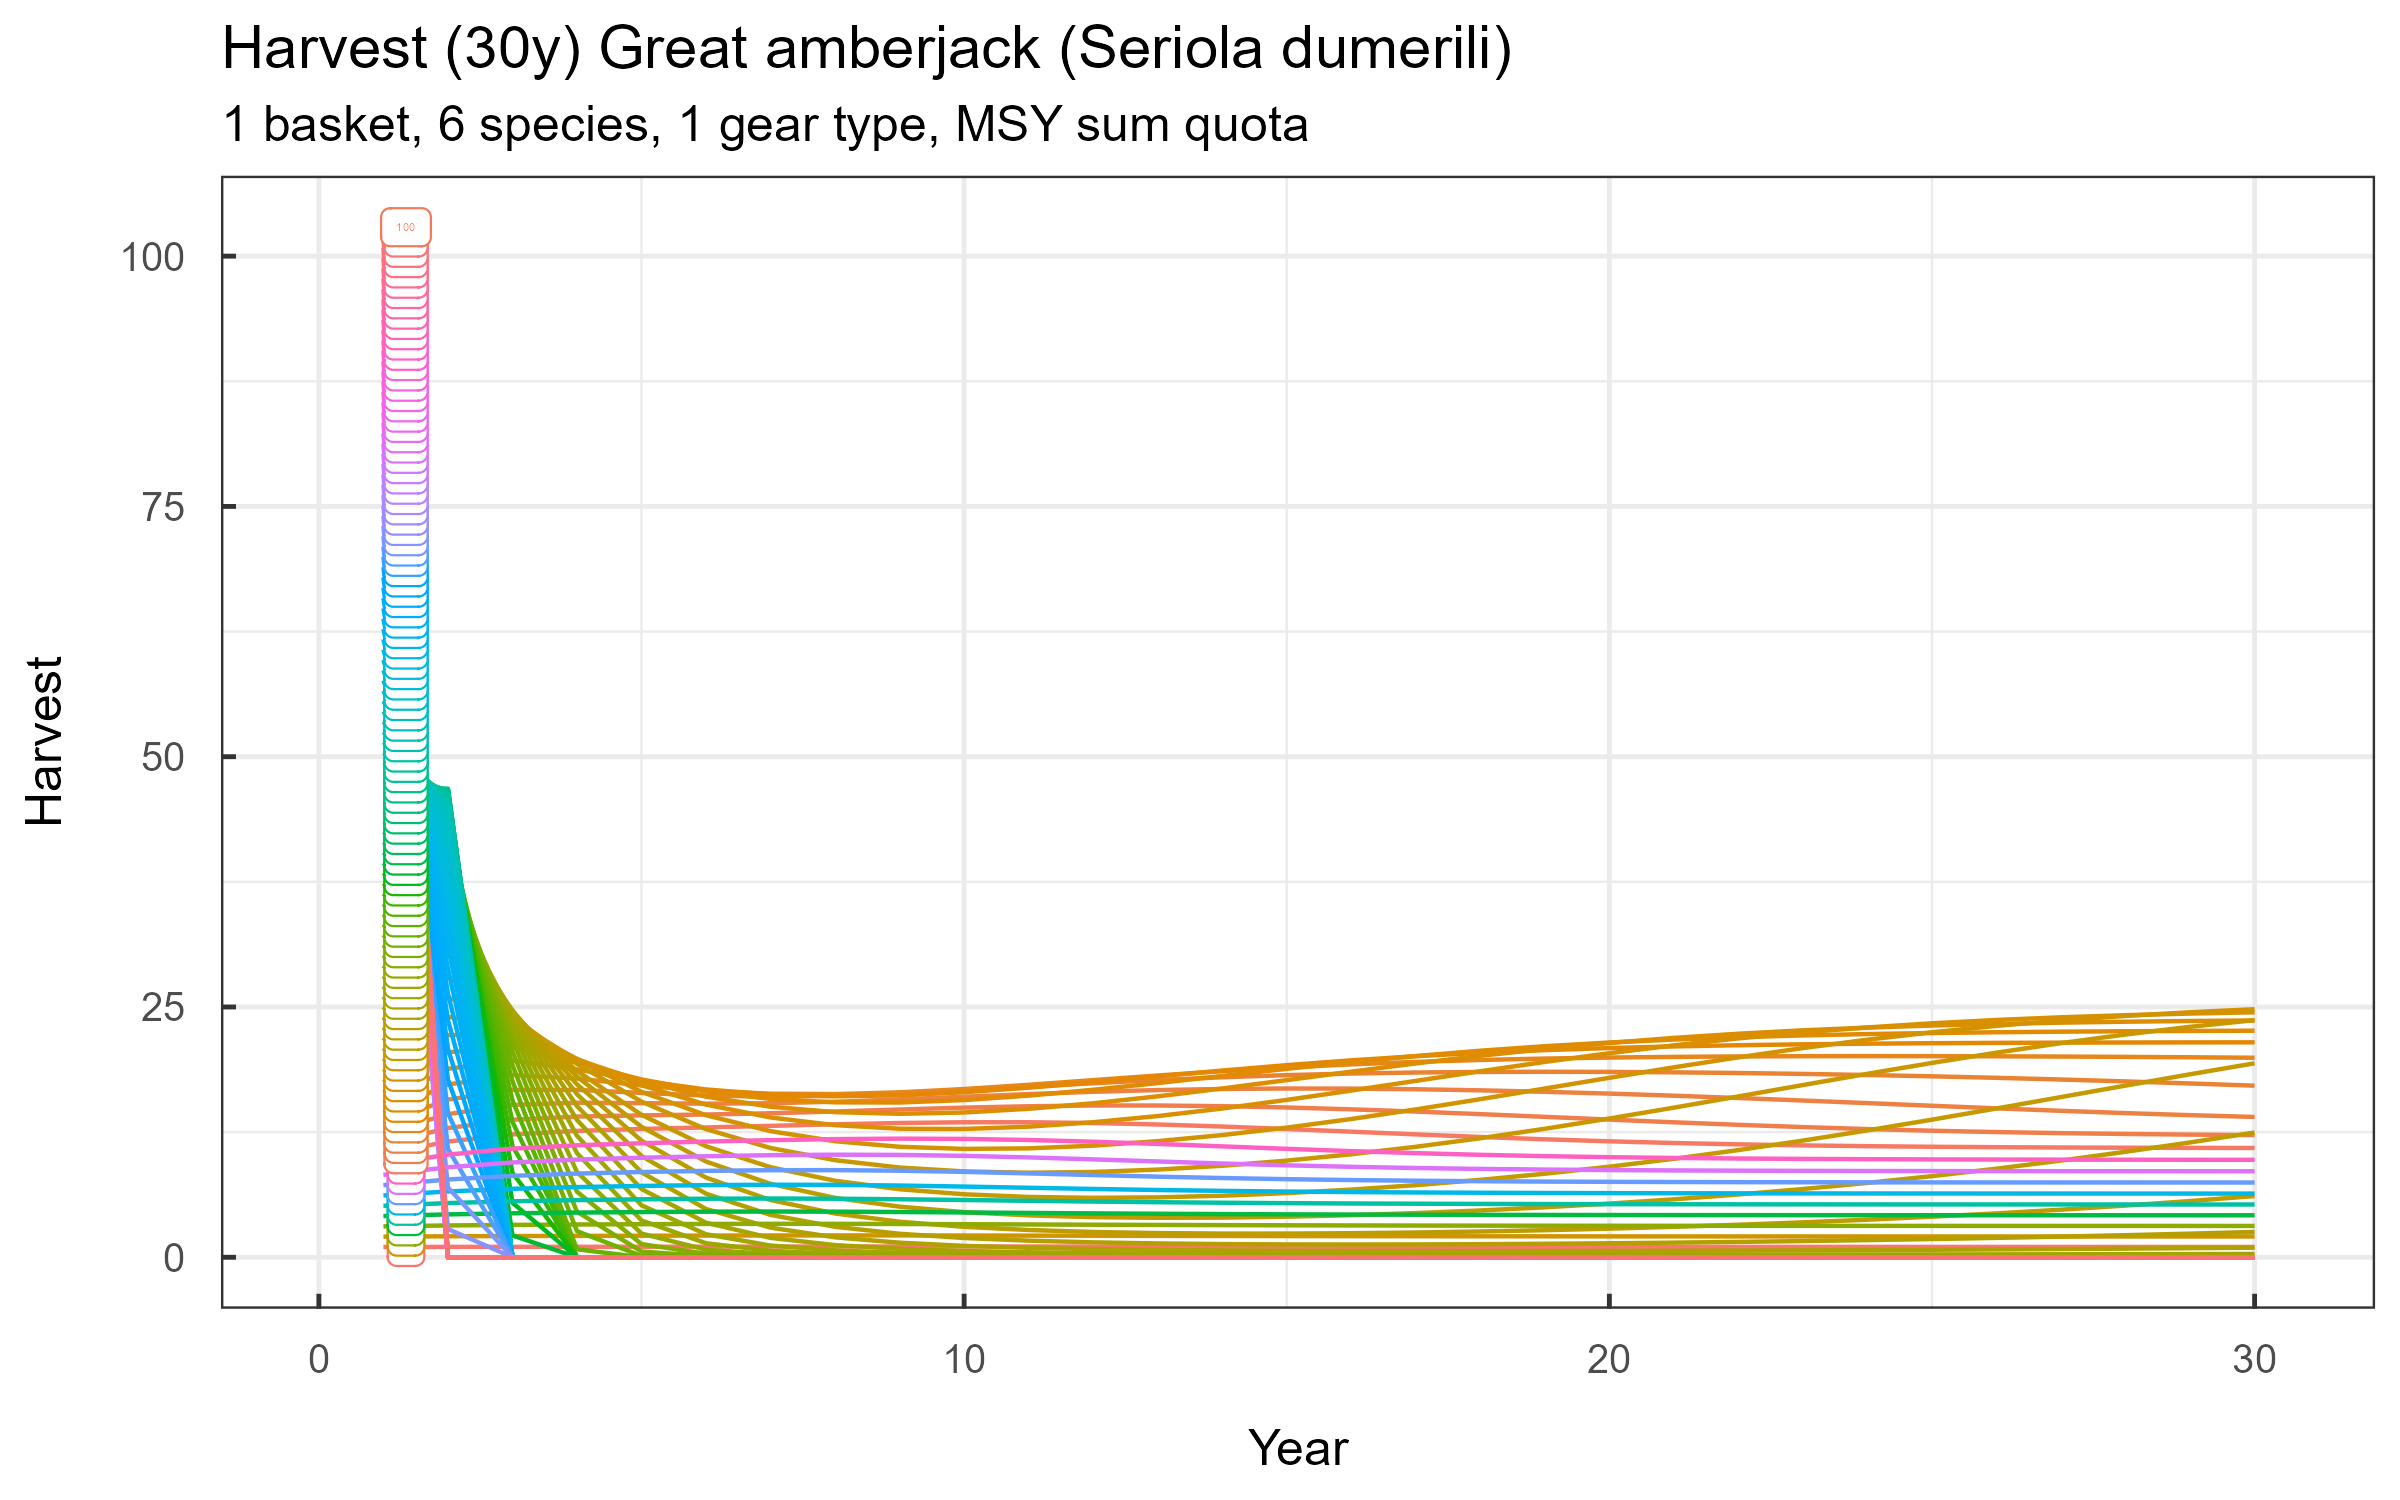 Harvest (30y) Great amberjack (Seriola dumerili)
1 basket, 6 species, 1 gear type, MSY sum quota
100
100
75
50
25
0
Harvest
0 10 20 30
Year